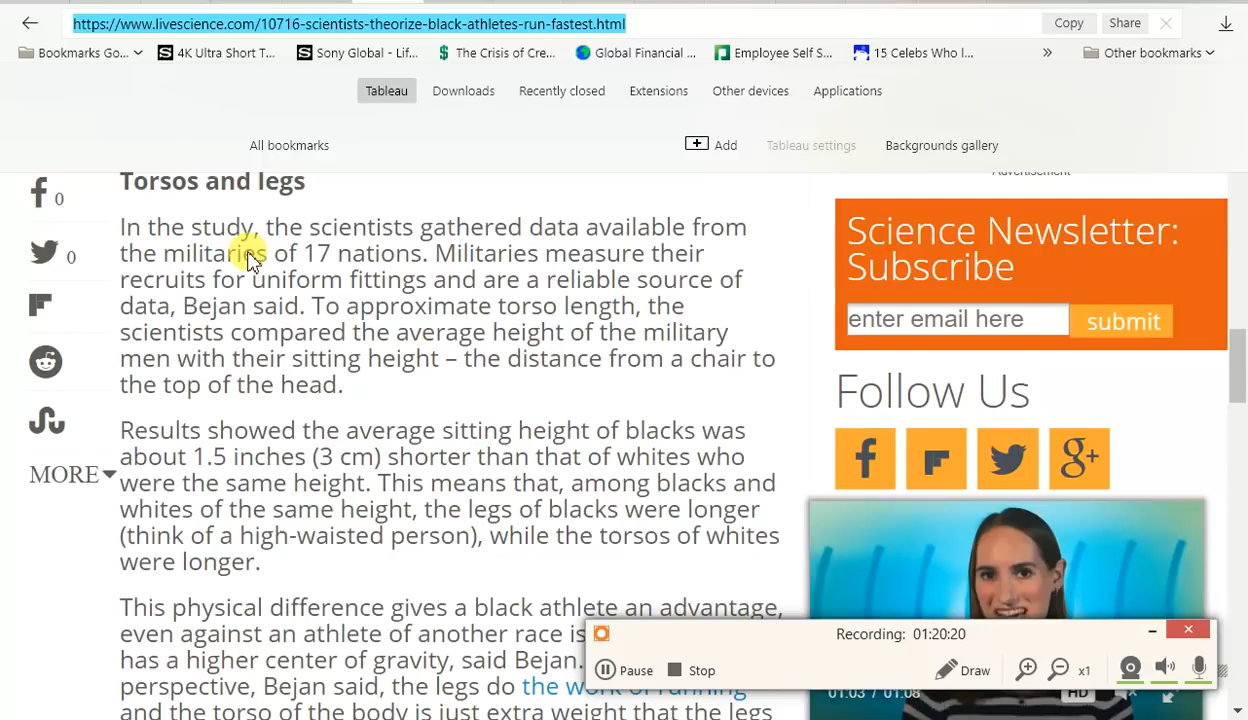 https://www.livescience.com/10716-scientists-theorize-black-athletes-run-fastest.html
Copy
Share
Bookmarks Go...
4K Ultra Short T...
Sony Global - Lif...
The Crisis of Cre...
Global Financial ...
Employee Self S...
15 Celebs Who I...
»
Other bookmarks
Tableau
Downloads
Recently closed
Extensions
Other devices
Applications
All bookmarks
Add
Tableau settings
Backgrounds gallery
Advertisement
0
0
MORE
Torsos and legs
In the study, the scientists gathered data available from
the militaries of 17 nations. Militaries measure their
recruits for uniform fittings and are a reliable source of
data, Bejan said. To approximate torso length, the
scientists compared the average height of the military
men with their sitting height – the distance from a chair to
the top of the head.
Results showed the average sitting height of blacks was
about 1.5 inches (3 cm) shorter than that of whites who
were the same height. This means that, among blacks and
whites of the same height, the legs of blacks were longer
(think of a high-waisted person), while the torsos of whites
were longer.
This physical difference gives a black athlete an advantage,
even against an athlete of another race is
has a higher center of gravity, said Bejan.
perspective, Bejan said, the legs do the work of running
and the torso of the body is just extra weight that the legs
Science Newsletter:
Subscribe
enter email here
submit
Follow Us
g+
Recording: 01:20:20
Pause
Stop
Draw
x1
01:03 / 01:08
HD